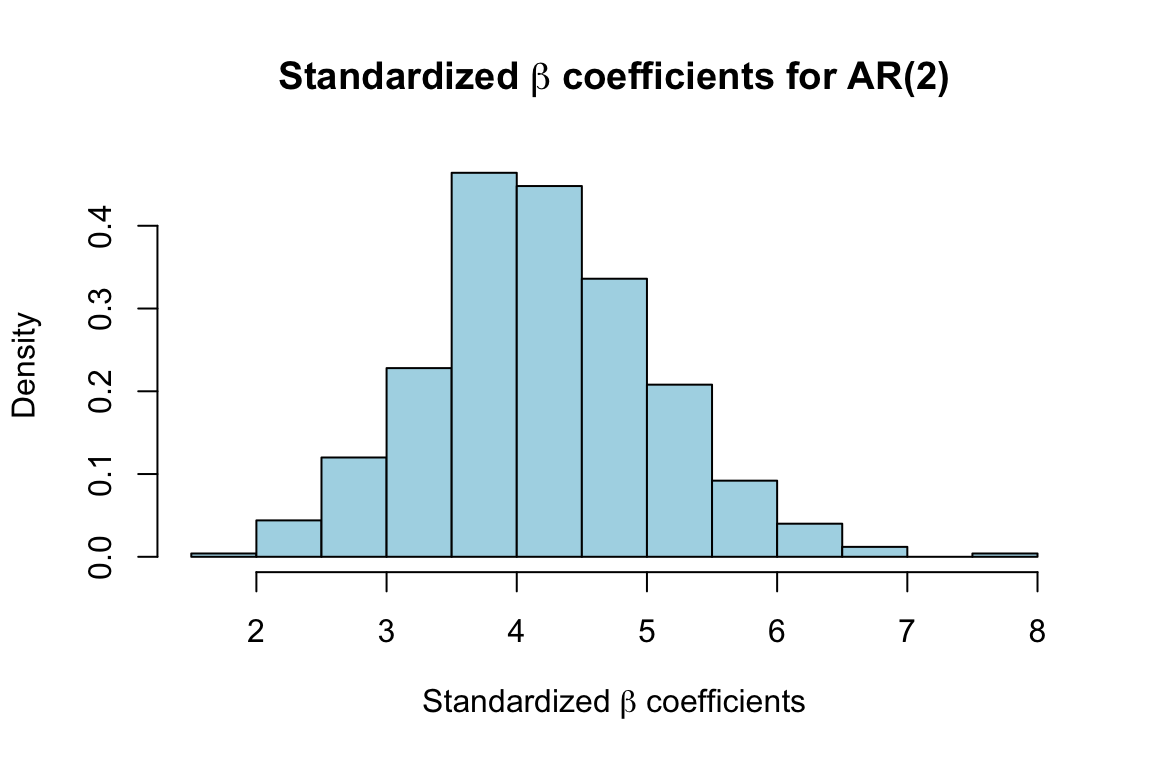 Standardized β coefficients for AR(2)
Density
0.4
0.3
0.2
0.1
0.0
2 3 4 5 6 7 8
Standardized β coefficients